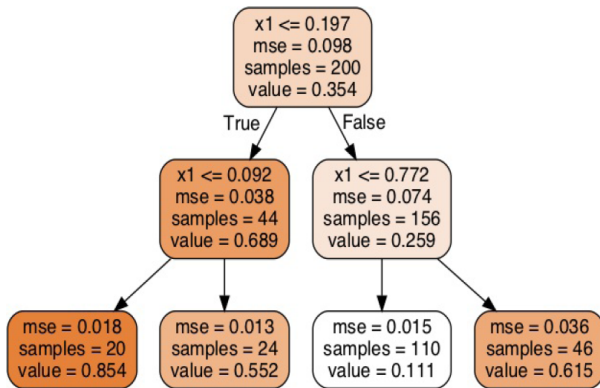 x1 <= 0.197
mse = 0.098
samples = 200
value = 0.354
True
False
x1 <= 0.092
mse = 0.038
samples = 44
value = 0.689
x1 <= 0.772
mse = 0.074
samples = 156
value = 0.259
mse = 0.018
samples = 20
value = 0.854
mse = 0.013
samples = 24
value = 0.552
mse = 0.015
samples = 110
value = 0.111
mse = 0.036
samples = 46
value = 0.615